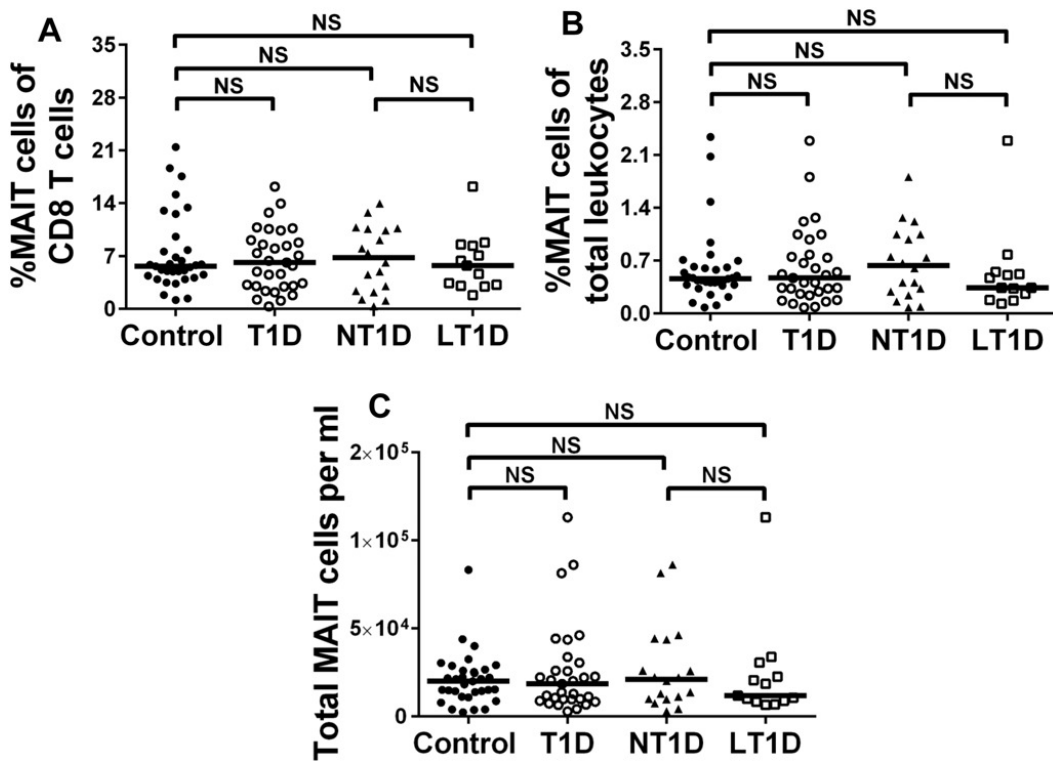 A
%MAIT cells of
CD8 T cells
35
28
21
14
7
0
NS
NS
NS
NS
Control
T1D
NT1D
LT1D
B
%MAIT cells of
total leukocytes
3.5
2.8
2.1
1.4
0.7
0.0
NS
NS
NS
NS
Control
T1D
NT1D
LT1D
C
Total MAIT cells per ml
2×10⁵
1×10⁵
5×10⁴
0
NS
NS
NS
NS
Control
T1D
NT1D
LT1D